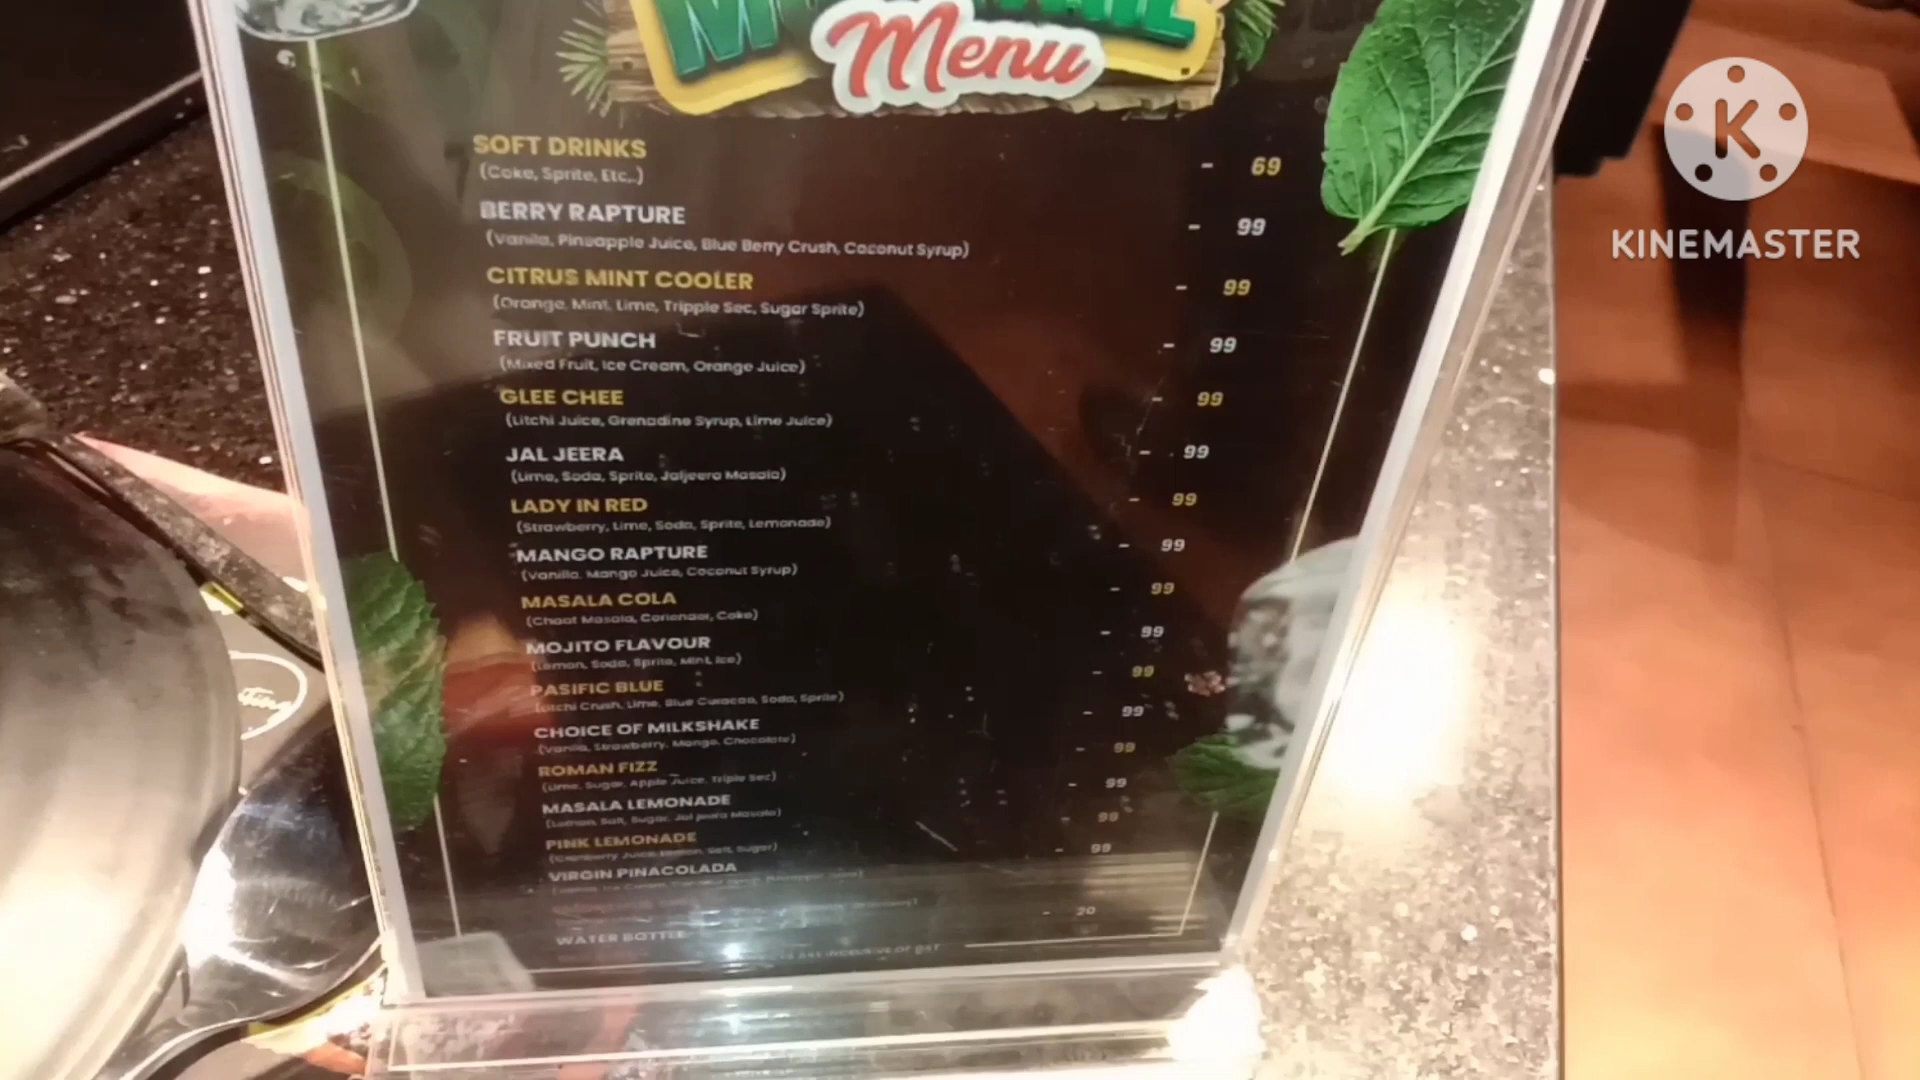 Menu
SOFT DRINKS
(Coke, Sprite, Etc,.) - 69
BERRY RAPTURE
(Vanila, Pineapple Juice, Blue Berry Crush, Coconut Syrup) - 99
CITRUS MINT COOLER
(Orange, Mint, Lime, Tripple Sec, Sugar Sprite) - 99
FRUIT PUNCH
(Mixed Fruit, Ice Cream, Orange Juice) - 99
GLEE CHEE
(Litchi Juice, Grenadine Syrup, Lime Juice) - 99
JAL JEERA
(Lime, Soda, Sprite, Jaljeera Masala) - 99
LADY IN RED
(Strawberry, Lime, Soda, Sprite, Lemonade) - 99
MANGO RAPTURE
(Vanilla, Mango Juice, Coconut Syrup) - 99
MASALA COLA
(Chaat Masala, Coke) - 99
MOJITO FLAVOUR
(Lemon, Soda, Sprite, Mint, Ice) - 99
PASIFIC BLUE
(Litchi Crush, Lime, Blue Curacao, Soda, Sprite) - 99
CHOICE OF MILKSHAKE
(Vanilla, Strawberry, Mango, Chocolate) - 99
ROMAN FIZZ
(Lime, Sugar, Apple Juice, Triple Sec) - 99
MASALA LEMONADE
(Lemon, Salt, Sugar, Jal jeera Masala) - 99
PINK LEMONADE
(Cranberry Juice, Lemon, Salt, Sugar) - 99
VIRGIN PINACOLADA - 99
WATER BOTTLE - 20
KINEMASTER